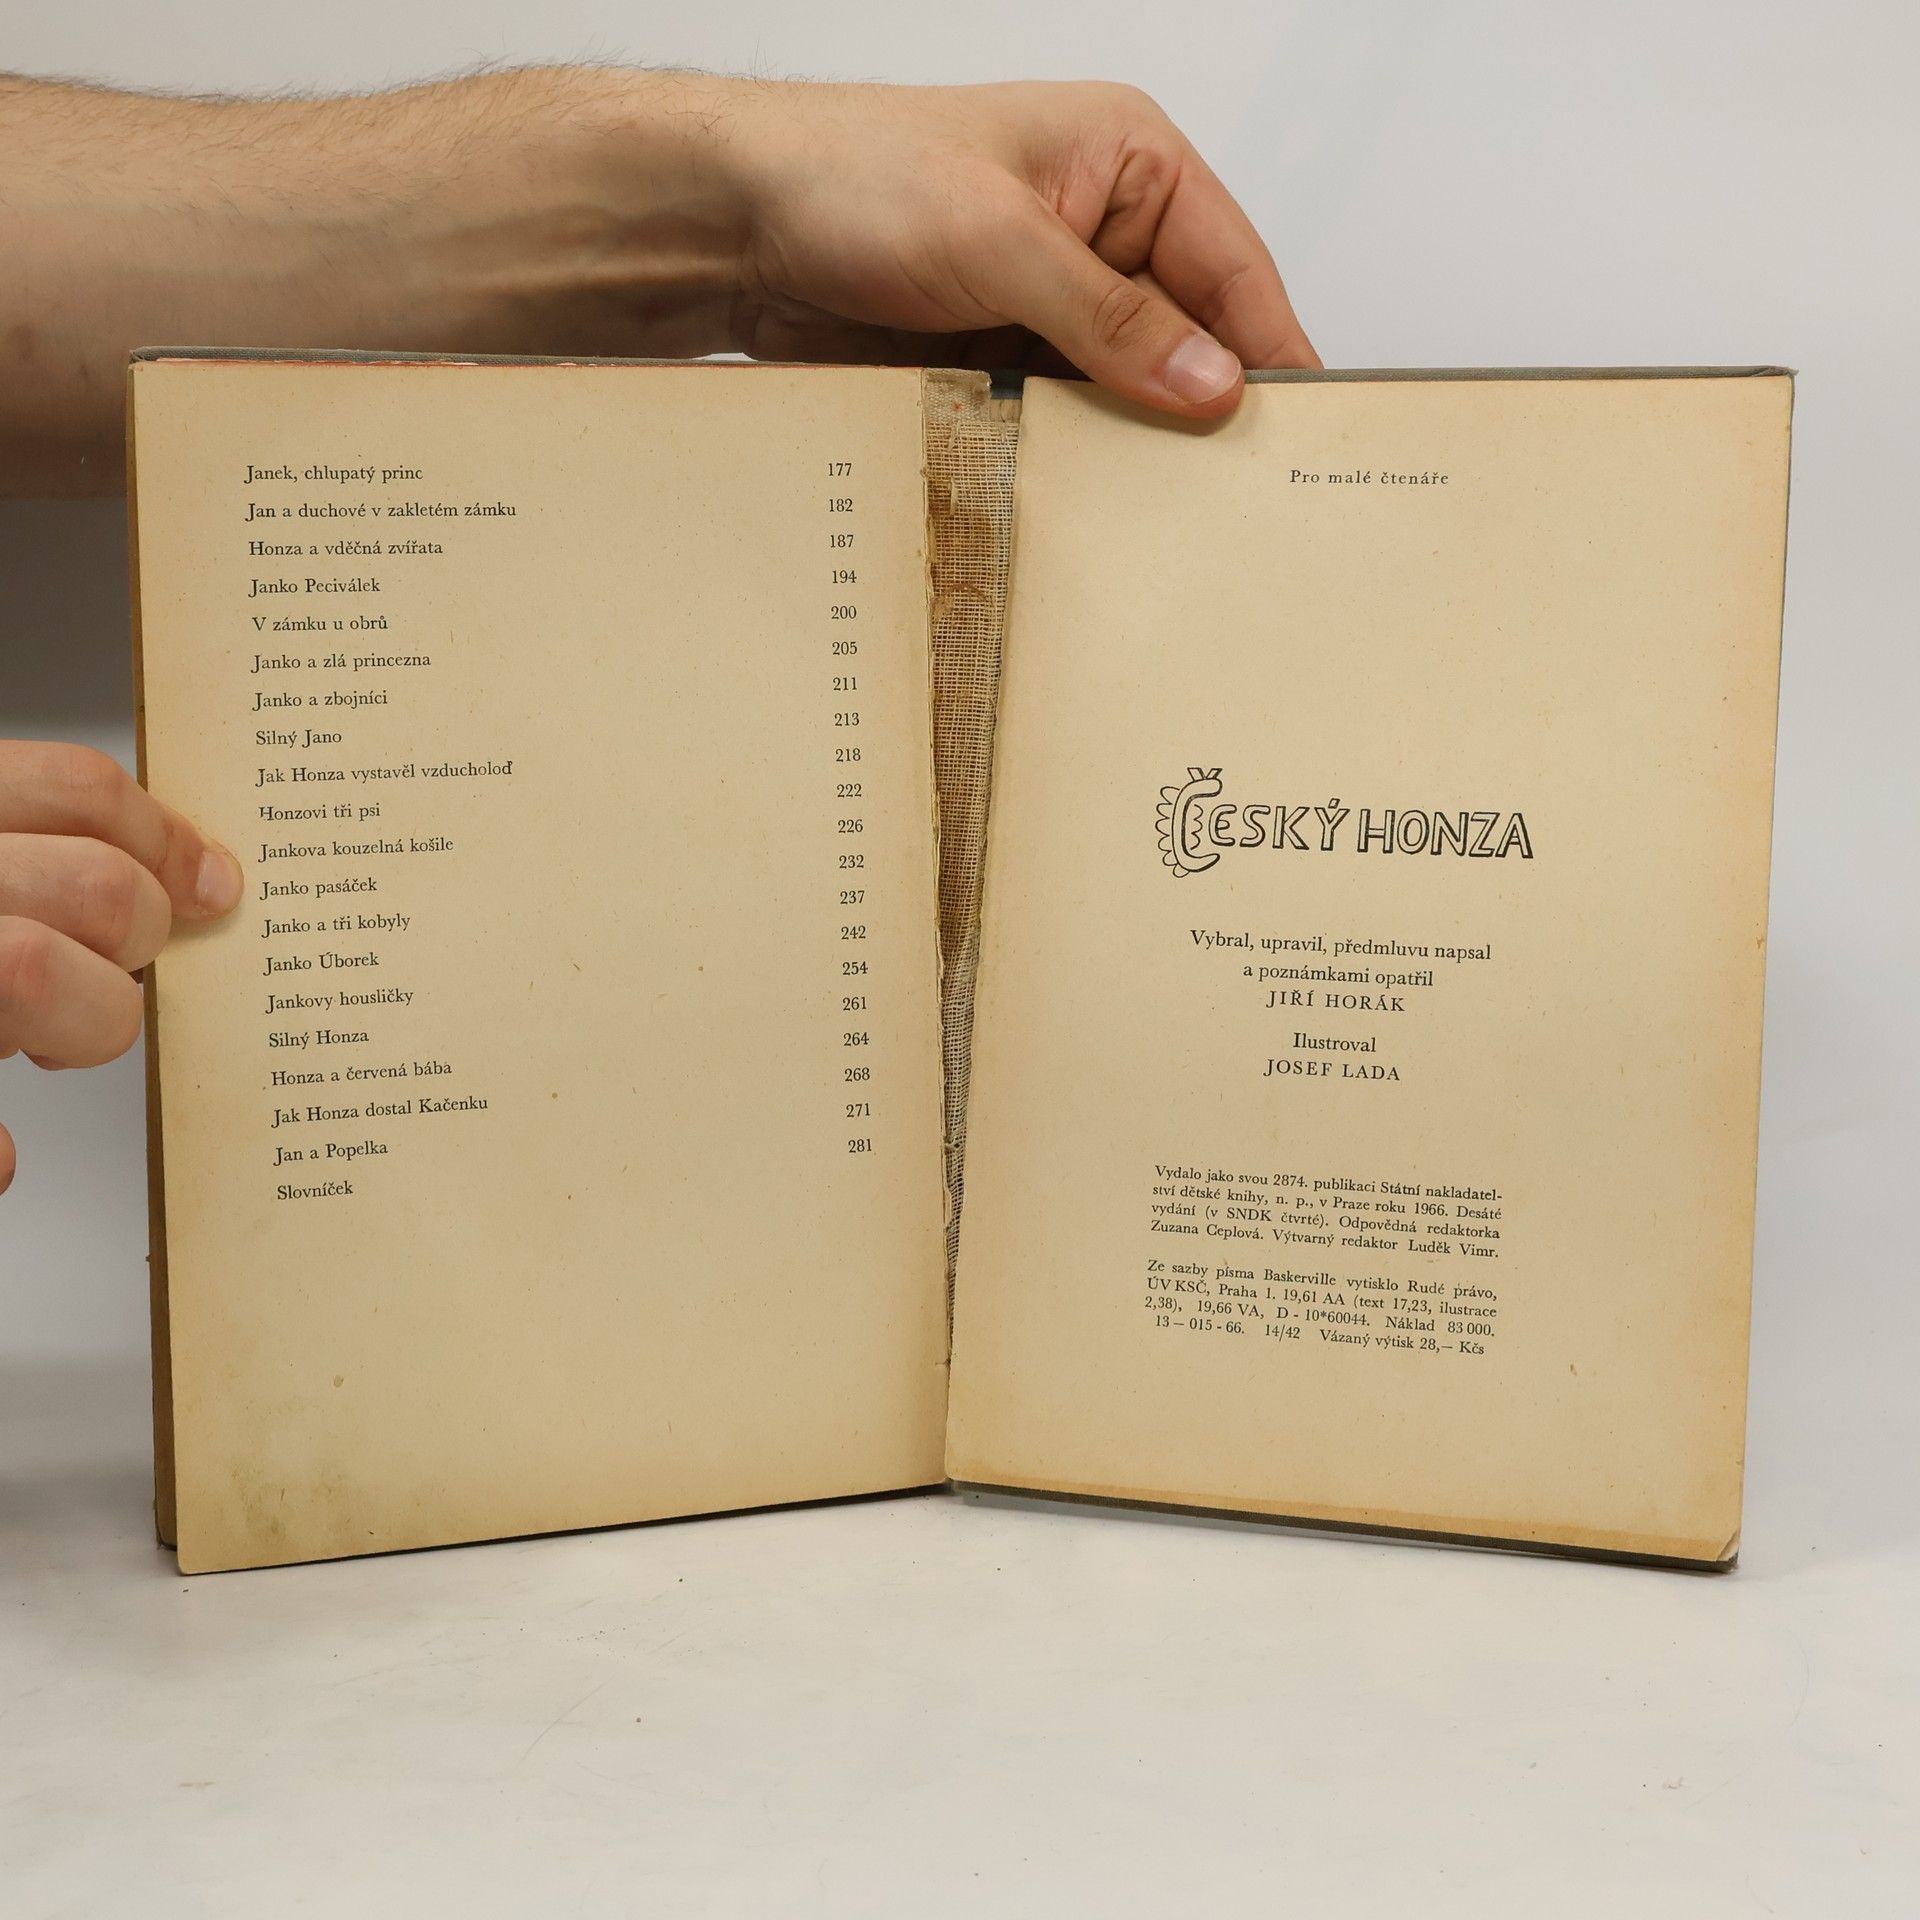 Janek, chlupatý princ 177
Jan a duchové v zakletém zámku 182
Honza a vděčná zvířata 187
Janko Peciválek 194
V zámku u obrů 200
Janko a zlá princezna 205
Janko a zbojníci 211
Silný Jano 213
Jak Honza vystavěl vzducholoď 218
Honzovi tři psi 222
Jankova kouzelná košile 226
Janko pasáček 232
Janko a tři kobyly 237
Janko Úborek 242
Jankovy housličky 254
Silný Honza 261
Honza a červená bába 264
Jak Honza dostal Kačenku 268
Jan a Popelka 271
Slovníček 281
Pro malé čtenáře
ČESKÝ HONZA
Vybral, upravil, předmluvu napsal
a poznámkami opatřil
JIŘÍ HORÁK
Ilustroval
JOSEF LADA
Vydalo jako svou 2874. publikaci Státní nakladatel-
ství dětské knihy, n. p., v Praze roku 1966. Desáté
vydání (v SNDK čtvrté). Odpovědná redaktorka
Zuzana Ceplová. Výtvarný redaktor Luděk Vimr.
Ze sazby písma Baskerville vytisklo Rudé právo,
ÚV KSČ, Praha 1. 19,61 AA (text 17,23, ilustrace
2,38), 19,66 VA, D - 10*60044. Náklad 83 000.
13 — 015 - 66. 14/42 Vázaný výtisk 28,— Kčs